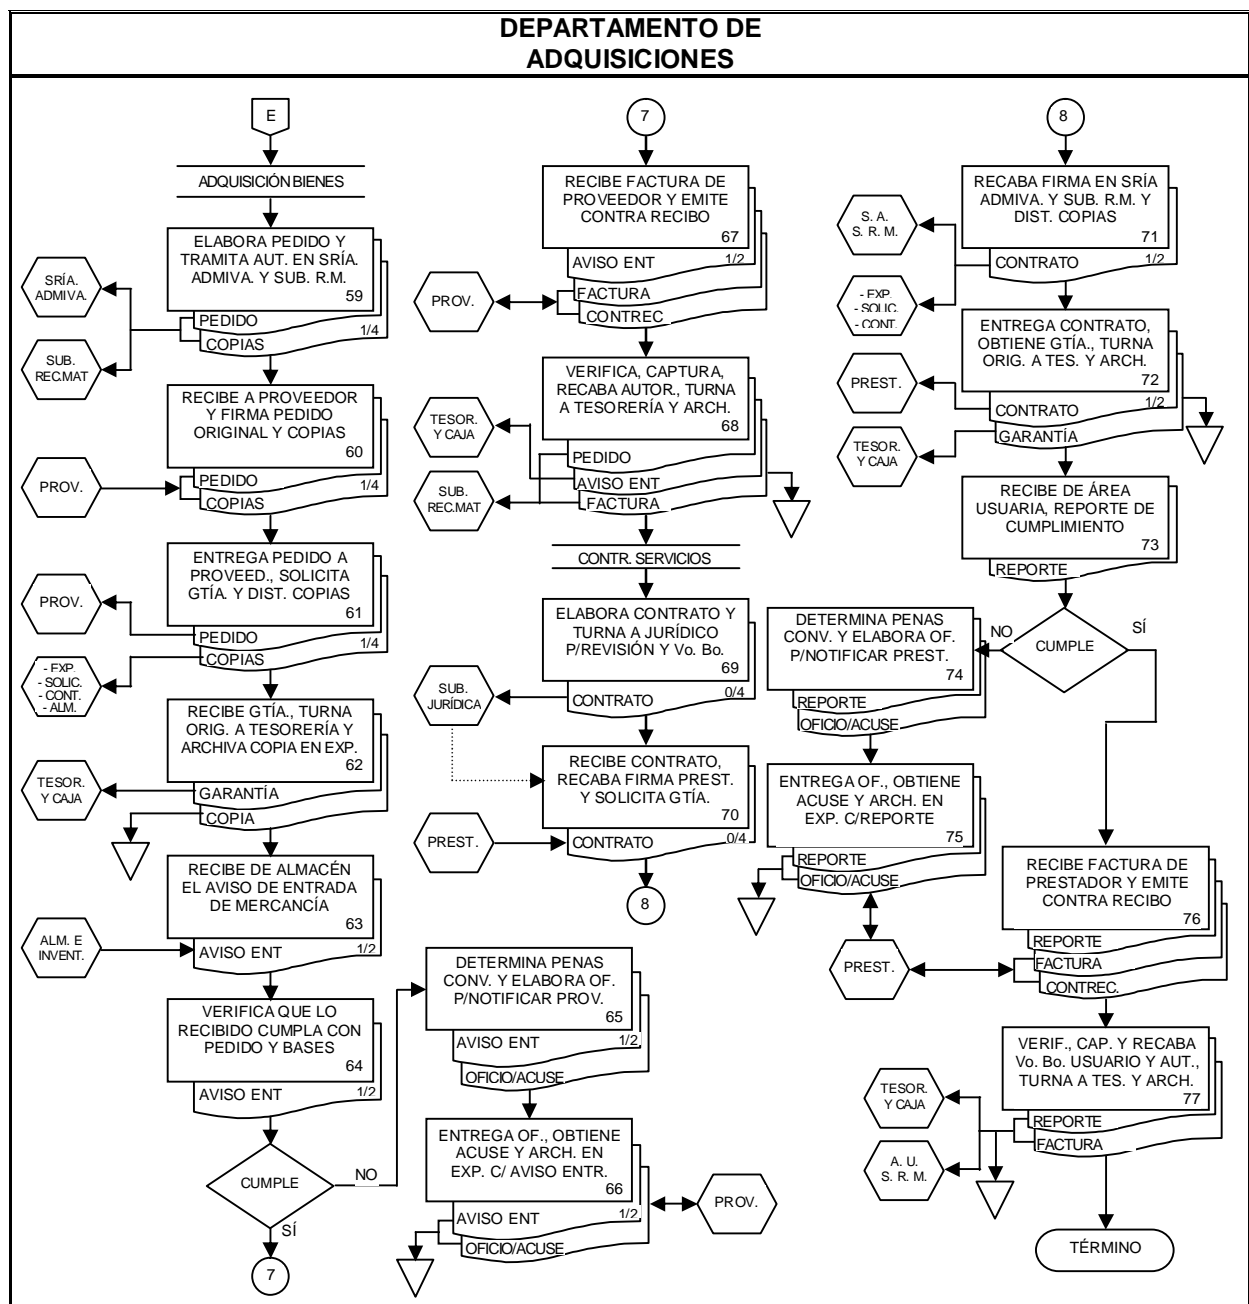 DEPARTAMENTO DE
ADQUISICIONES
E
ADQUISICIÓN BIENES
ELABORA PEDIDO Y
TRAMITA AUT. EN SRÍA.
ADMIVA. Y SUB. R.M.
59
SRÍA.
ADMIVA.
PEDIDO
1/4
COPIAS
SUB.
REC.MAT
RECIBE A PROVEEDOR
Y FIRMA PEDIDO
ORIGINAL Y COPIAS
60
PROV.
PEDIDO
1/4
COPIAS
ENTREGA PEDIDO A
PROVEED., SOLICITA
GTÍA. Y DIST. COPIAS
61
PROV.
PEDIDO
1/4
COPIAS
- EXP.
- SOLIC.
- CONT.
- ALM.
RECIBE GTÍA., TURNA
ORIG. A TESORERÍA Y
ARCHIVA COPIA EN EXP.
62
TESOR.
Y CAJA
GARANTÍA
COPIA
RECIBE DE ALMACÉN
EL AVISO DE ENTRADA
DE MERCANCÍA
63
ALM. E
INVENT.
AVISO ENT
1/2
VERIFICA QUE LO
RECIBIDO CUMPLA CON
PEDIDO Y BASES
64
AVISO ENT
1/2
CUMPLE
NO
SÍ
7
DETERMINA PENAS
CONV. Y ELABORA OF.
P/NOTIFICAR PROV.
65
AVISO ENT
1/2
OFICIO/ACUSE
ENTREGA OF., OBTIENE
ACUSE Y ARCH. EN
EXP. C/ AVISO ENTR.
66
AVISO ENT
1/2
OFICIO/ACUSE
PROV.
7
RECIBE FACTURA DE
PROVEEDOR Y EMITE
CONTRA RECIBO
67
AVISO ENT
1/2
FACTURA
CONTREC
PROV.
VERIFICA, CAPTURA,
RECABA AUTOR., TURNA
A TESORERÍA Y ARCH.
68
TESOR.
Y CAJA
PEDIDO
AVISO ENT
FACTURA
SUB.
REC.MAT
CONTR. SERVICIOS
ELABORA CONTRATO Y
TURNA A JURÍDICO
P/REVISIÓN Y Vo. Bo.
69
SUB.
JURÍDICA
CONTRATO
0/4
RECIBE CONTRATO,
RECABA FIRMA PREST.
Y SOLICITA GTÍA.
70
PREST.
CONTRATO
0/4
8
8
RECABA FIRMA EN SRÍA
ADMIVA. Y SUB. R.M. Y
DIST. COPIAS
71
S. A.
S. R. M.
CONTRATO
1/2
- EXP.
- SOLIC.
- CONT.
ENTREGA CONTRATO,
OBTIENE GTÍA., TURNA
ORIG. A TES. Y ARCH.
72
PREST.
CONTRATO
1/2
GARANTÍA
TESOR.
Y CAJA
RECIBE DE ÁREA
USUARIA, REPORTE DE
CUMPLIMIENTO
73
REPORTE
CUMPLE
NO
SÍ
DETERMINA PENAS
CONV. Y ELABORA OF.
P/NOTIFICAR PREST.
74
REPORTE
OFICIO/ACUSE
ENTREGA OF., OBTIENE
ACUSE Y ARCH. EN
EXP. C/REPORTE
75
REPORTE
OFICIO/ACUSE
PREST.
RECIBE FACTURA DE
PRESTADOR Y EMITE
CONTRA RECIBO
76
REPORTE
FACTURA
CONTREC.
VERIF., CAP. Y RECABA
Vo. Bo. USUARIO Y AUT.,
TURNA A TES. Y ARCH.
77
TESOR.
Y CAJA
REPORTE
FACTURA
A. U.
S. R. M.
TÉRMINO